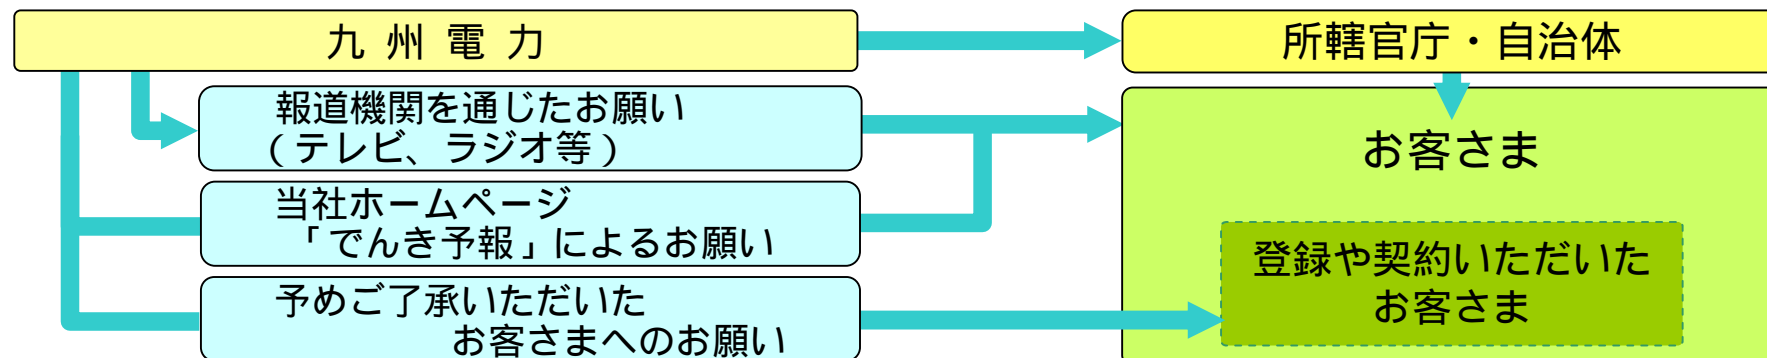 九 州 電 力
所轄官庁・自治体
報道機関を通じたお願い
（テレビ、ラジオ等）
当社ホームページ
「でんき予報」によるお願い
予めご了承いただいた
お客さまへのお願い
お客さま
登録や契約いただいた
お客さま